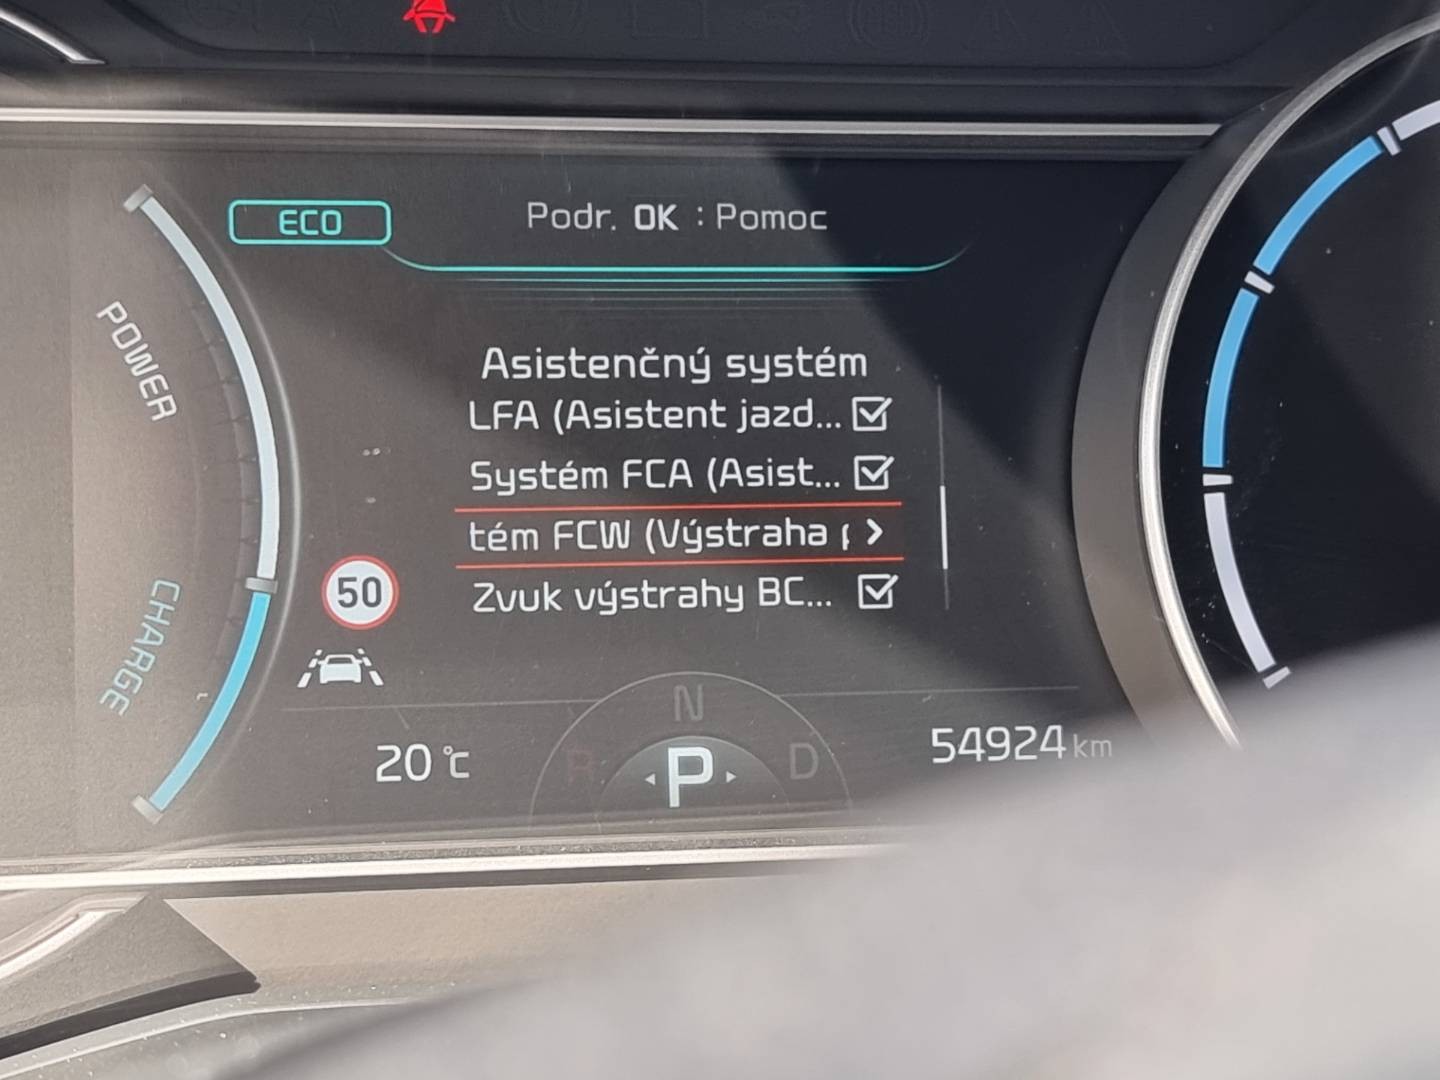 ECO
Podr. OK : Pomoc
POWER
Asistenčný systém
LFA (Asistent jazd...
Systém FCA (Asist...
tém FCW (Výstraha
Zvuk výstrahy BC...
50
CHARGE
N
R
P
D
20 °C
54924 km